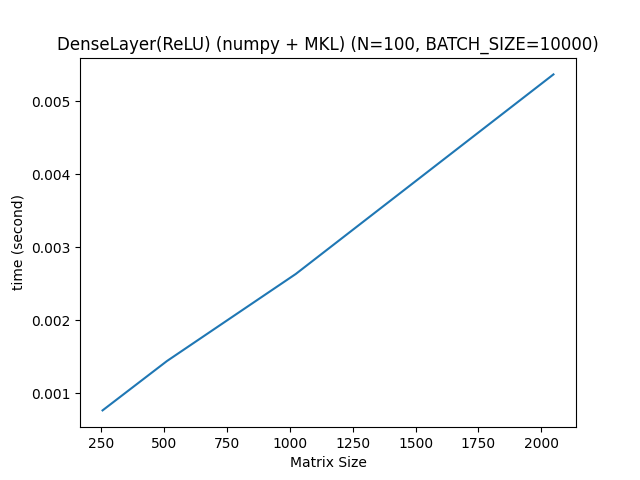 DenseLayer(ReLU) (numpy + MKL) (N=100, BATCH_SIZE=10000)
time (second)
0.005
0.004
0.003
0.002
0.001
250 500 750 1000 1250 1500 1750 2000
Matrix Size